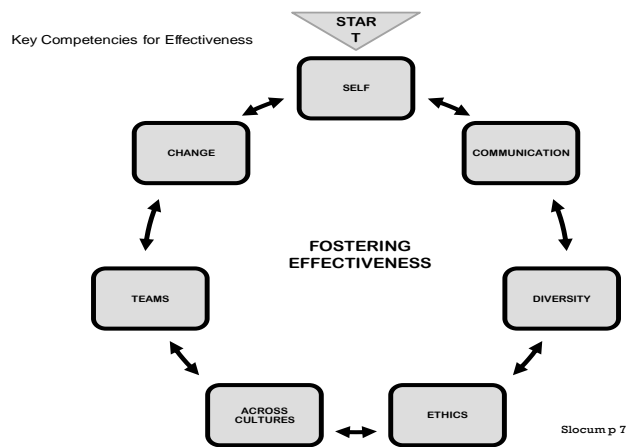 STAR
T
Key Competencies for Effectiveness
SELF
CHANGE
COMMUNICATION
FOSTERING
EFFECTIVENESS
TEAMS
DIVERSITY
ACROSS
CULTURES
ETHICS
Slocum p 7